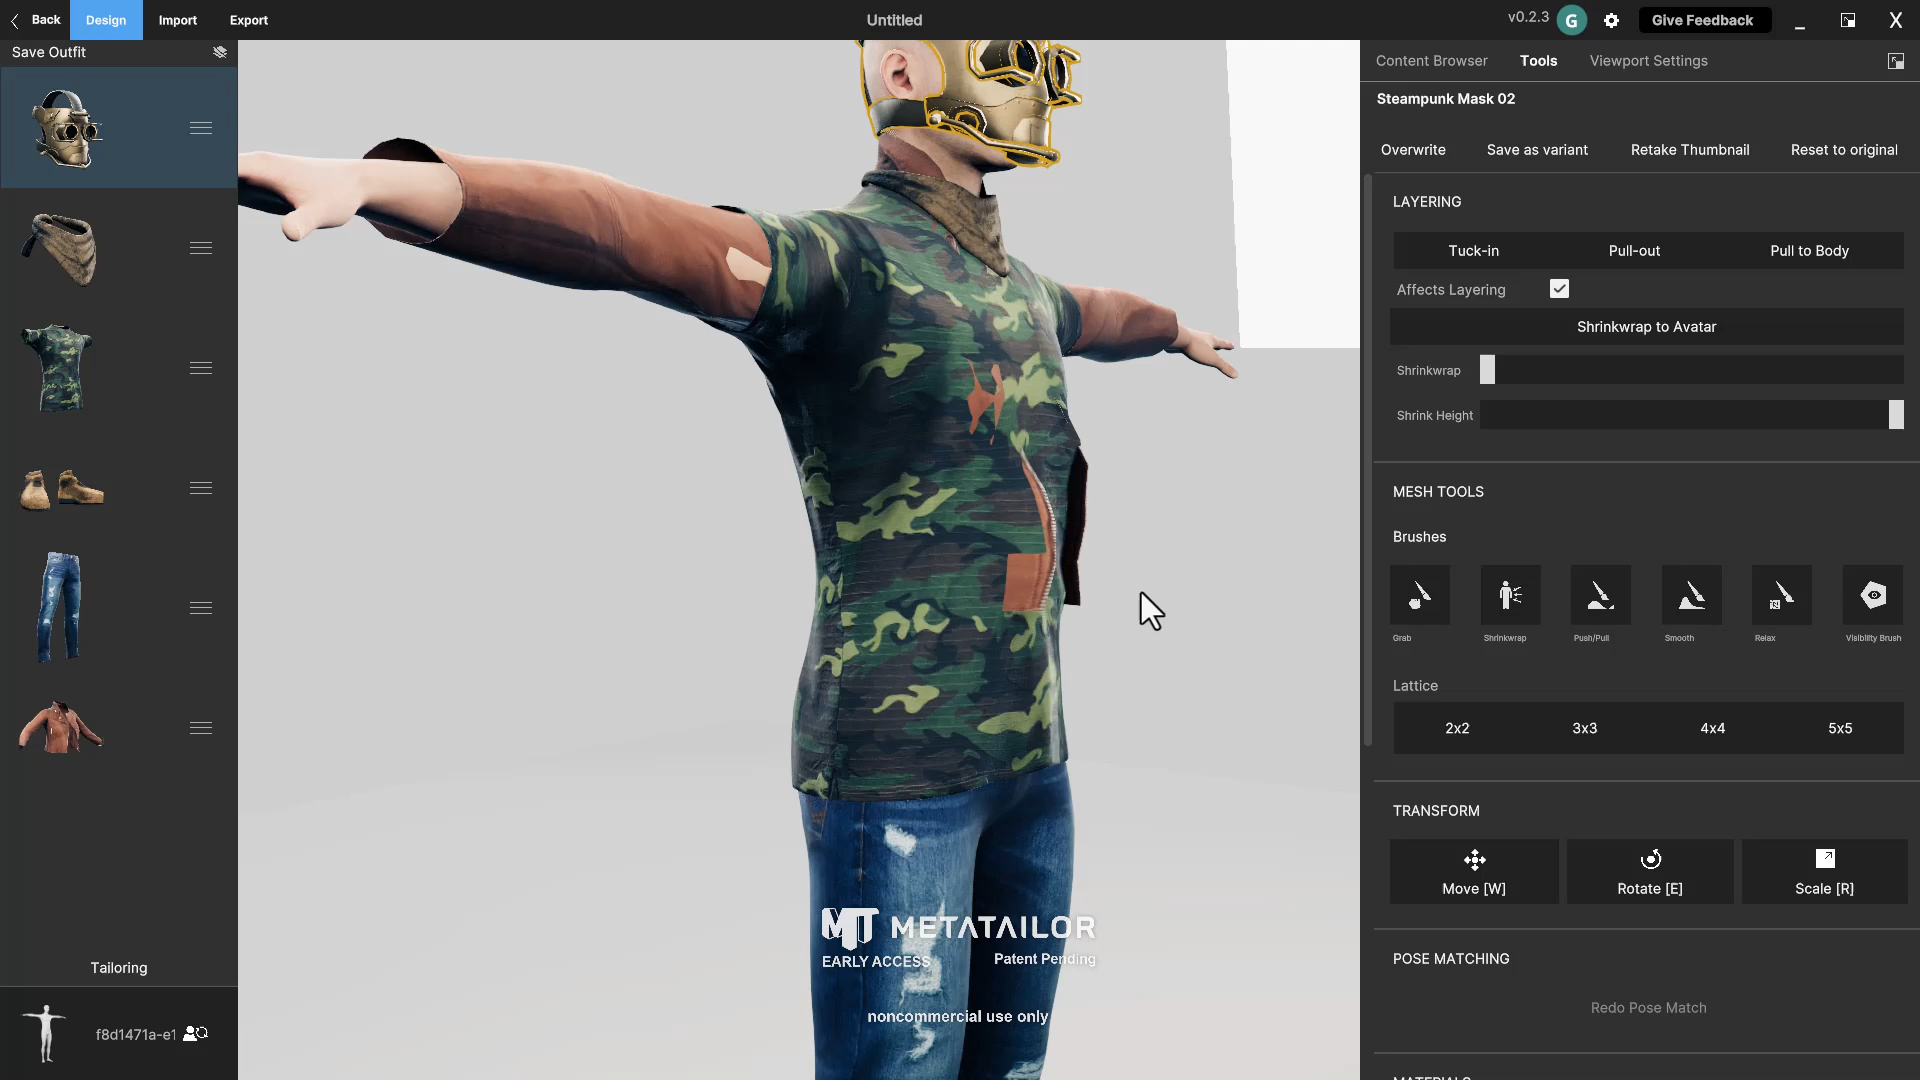 Back
Design
Import
Export
Untitled
v0.2.3
G
Give Feedback
X
Save Outfit
Content Browser
Tools
Viewport Settings
Steampunk Mask 02
Overwrite
Save as variant
Retake Thumbnail
Reset to original
LAYERING
Tuck-in
Pull-out
Pull to Body
Affects Layering
Shrinkwrap to Avatar
Shrinkwrap
Shrink Height
MESH TOOLS
Brushes
Grab
Shrinkwrap
Push/Pull
Smooth
Relax
Visibility Brush
Lattice
2x2
3x3
4x4
5x5
TRANSFORM
Move [W]
Rotate [E]
Scale [R]
POSE MATCHING
Redo Pose Match
MT METATAILOR
EARLY ACCESS
Patent Pending
noncommercial use only
Tailoring
f8d1471a-e1